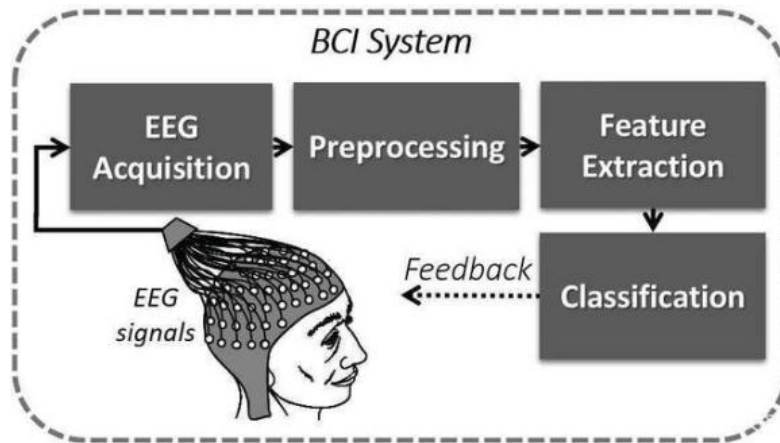 BCI System
EEG
Acquisition
Preprocessing
Feature
Extraction
Feedback
Classification
EEG
signals